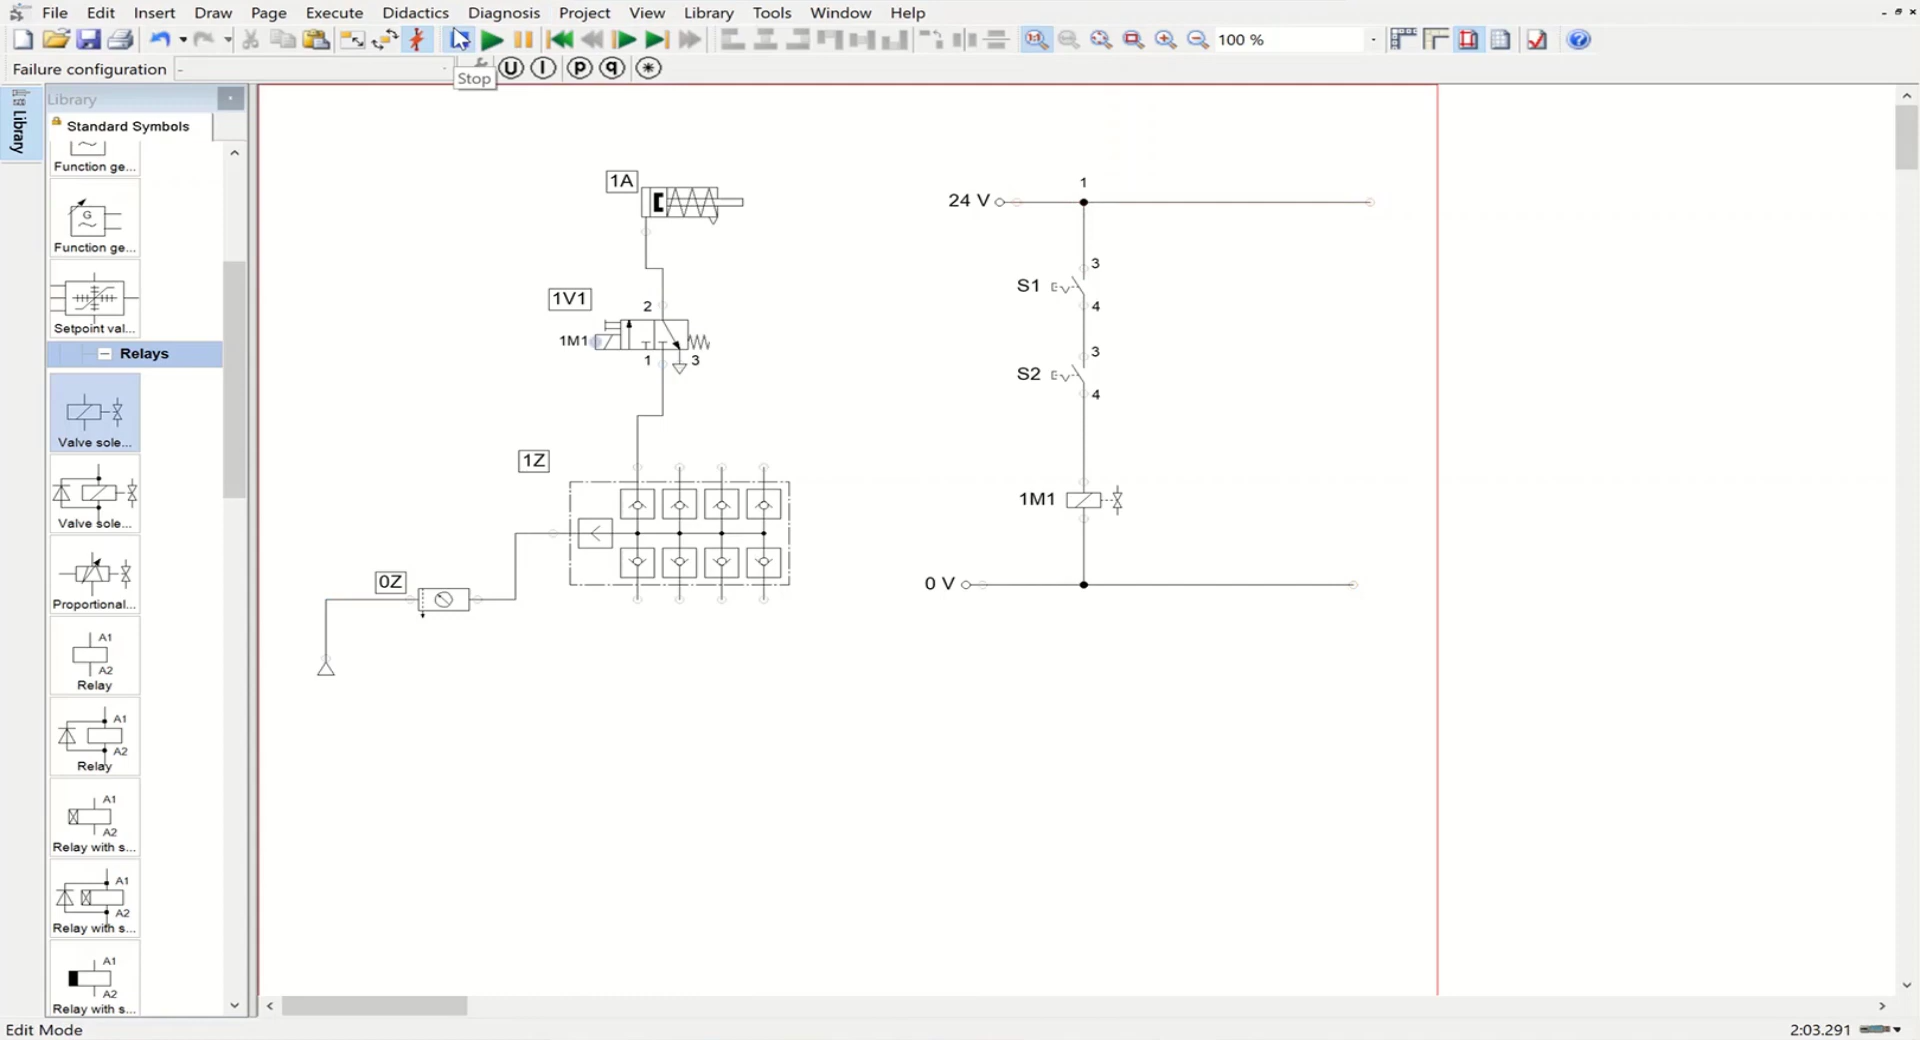 File Edit Insert Draw Page Execute Didactics Diagnosis Project View Library Tools Window Help
100 %
Failure configuration -
Stop
U I p q
Library
Library
Standard Symbols
Function ge...
G
Function ge...
Setpoint val...
Relays
Valve sole...
Valve sole...
Proportional...
A1
A2
Relay
A1
A2
Relay
A1
A2
Relay with s...
A1
A2
Relay with s...
A1
A2
Relay with s...
1A
1V1
2
1M1
1 3
1Z
0Z
1
24 V
3
S1
4
3
S2
4
1M1
0 V
Edit Mode
2:03.291